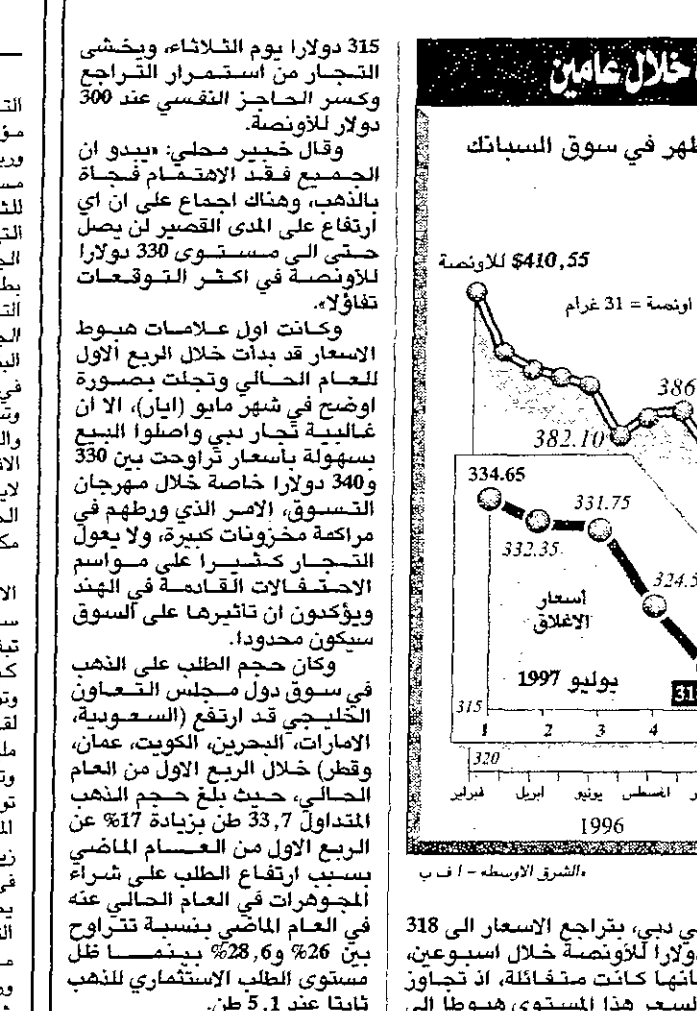 خلال عامين
ظهر في سوق السبائك
$410,55 للاونصة
اونصة = 31 غرام
386
382.10
334.65
331.75
332.35
324.5
أسعار
الاغلاق
يوليو 1997
315
1 2 3 4
320
فبراير ابريل يونيو اغسطس
1996
«الشرق الاوسط» - ا ف ب
ي دبي، بتراجع الاسعار الى 318
دولارا للأونصة خلال اسبوعين،
بانها كانت متفائلة، اذ تجاوز
السعر هذا المستوى هبوطا الى
315 دولارا يوم الثلاثاء، ويخشى
التجار من استمرار التراجع
وكسر الحاجز النفسي عند 300
دولار للأونصة.
وقال خبير محلي: «يبدو ان
الجميع فقد الاهتمام فجأة
بالذهب، وهناك اجماع على ان اي
ارتفاع على المدى القصير لن يصل
حتى الى مستوى 330 دولارا
للأونصة في اكثر التوقعات
تفاؤلا».
وكانت اول علامات هبوط
الاسعار قد بدأت خلال الربع الاول
للعام الحالي وتجلت بصورة
اوضح في شهر مايو (ايار)، الا ان
غالبية تجار دبي واصلوا البيع
بسهولة بأسعار تراوحت بين 330
و340 دولارا خاصة خلال مهرجان
التسوق، الامر الذي ورطهم في
مراكمة مخزونات كبيرة، ولا يعول
التجار كثيرا على مواسم
الاحتفالات القادمة في الهند
ويؤكدون ان تاثيرها على السوق
سيكون محدودا.
وكان حجم الطلب على الذهب
في سوق دول مجلس التعاون
الخليجي قد ارتفع (السعودية،
الامارات، البحرين، الكويت، عمان،
وقطر) خلال الربع الاول من العام
الحالي، حيث بلغ حجم الذهب
المتداول 33,7 طن بزيادة 17% عن
الربع الاول من العام الماضي
بسبب ارتفاع الطلب على شراء
المجوهرات في العام الحالي عنه
في العام الماضي بنسبة تتراوح
بين 26% و28,6% بينما ظل
مستوى الطلب الاستثماري للذهب
ثابتا عند 5,1 طن.